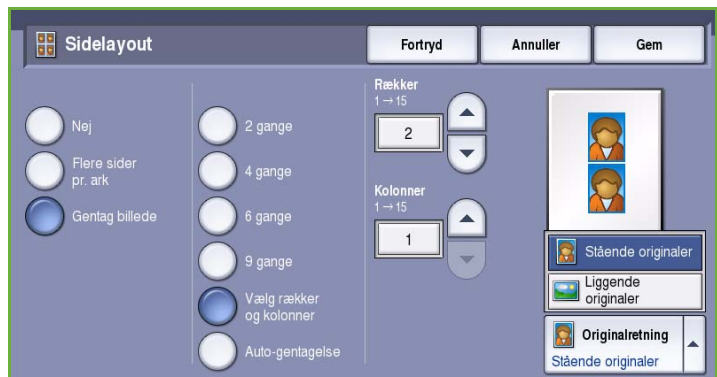 Sidelayout
Fortryd
Annuller
Gem
Nej
Flere sider
pr. ark
Gentag billede
2 gange
4 gange
6 gange
9 gange
Vælg rækker
og kolonner
Auto-gentagelse
Rækker
1→15
2
Kolonner
1→15
1
Stående originaler
Liggende
originaler
Originalretning
Stående originaler